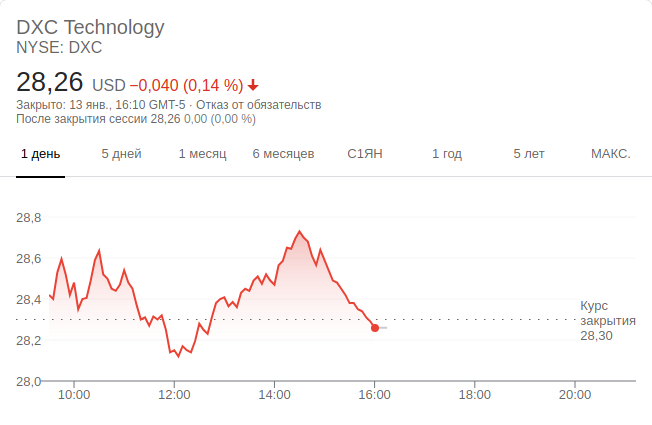 DXC Technology
NYSE: DXC
28,26 USD −0,040 (0,14 %)
Закрыто: 13 янв., 16:10 GMT-5 · Отказ от обязательств
После закрытия сессии 28,26 0,00 (0,00 %)
1 день 5 дней 1 месяц 6 месяцев С1ЯН 1 год 5 лет МАКС.
28,8
28,6
28,4
Курс
закрытия
28,30
28,2
28,0
10:00 12:00 14:00 16:00 18:00 20:00